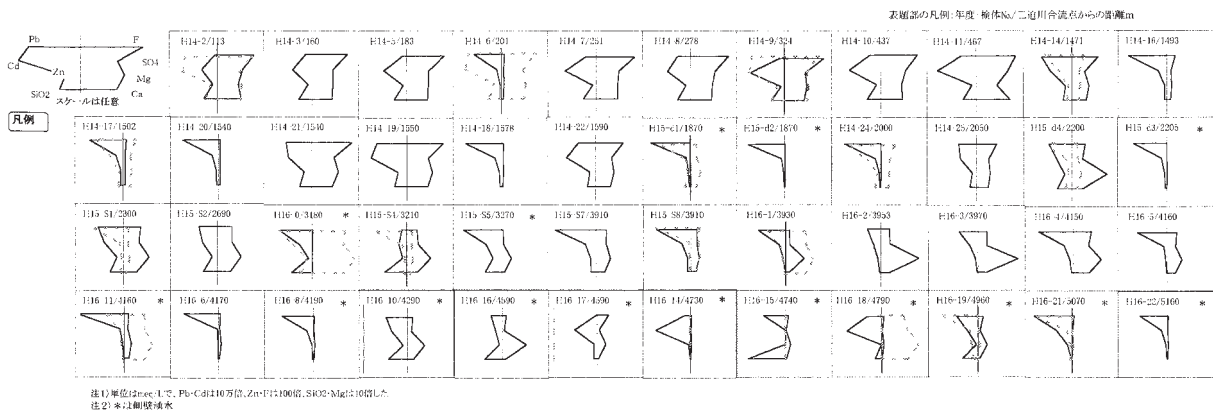 表題部の凡例:年度-検体No./二迫川合流点からの距離m
Pb F
Cd Zn SO4
Mg
SiO2 Ca
スケールは任意
凡例
H14-2/113 H14-3/160 H14-5/183 H14-6/201 H14-7/251 H14-8/278 H14-9/324 H14-10/437 H14-11/467 H14-14/1471 H14-16/1493
H14-17/1502 H14-20/1540 H14-21/1540 H14-19/1550 H14-18/1578 H14-22/1590 H15-d1/1870 * H15-d2/1870 * H14-24/2000 H14-25/2050 H15-d4/2200 H15-d3/2205 *
H15-S1/2300 H15-S2/2690 H16-0/3180 * H15-S4/3210 H15-S5/3270 * H15-S7/3910 H15-S8/3910 H16-1/3930 * H16-2/3953 H16-3/3976 H16-4/4150 H16-5/4160
H16-11/4160 * H16-6/4170 H16-8/4190 * H16-10/4290 * H16-16/4590 * H16-17/4590 * H16-14/4730 * H16-15/4740 * H16-18/4790 * H16-19/4960 * H16-21/5070 * H16-22/5160 *
注1)単位はmeq/Lで、Pb・Cdは10万倍、Zn・Fは100倍、SiO2・Mgは10倍した
注2)*は側壁湧水